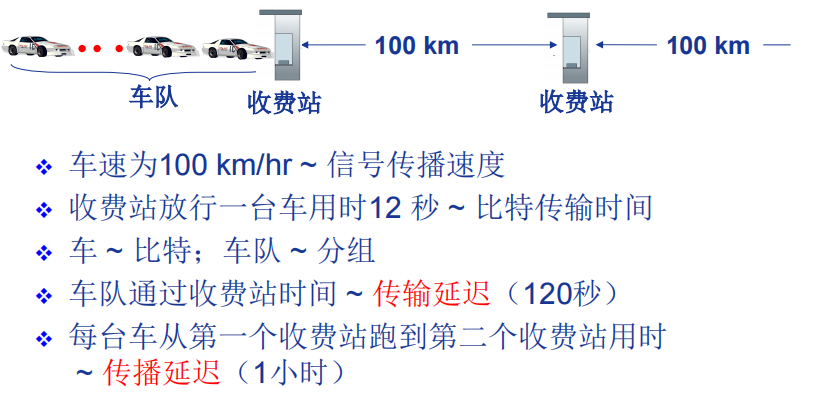 100 km
100 km
车队
收费站
收费站
车速为100 km/hr ~ 信号传播速度
收费站放行一台车用时12 秒 ~ 比特传输时间
车 ~ 比特；车队 ~ 分组
车队通过收费站时间 ~ 传输延迟（120秒）
每台车从第一个收费站跑到第二个收费站用时
~ 传播延迟（1小时）